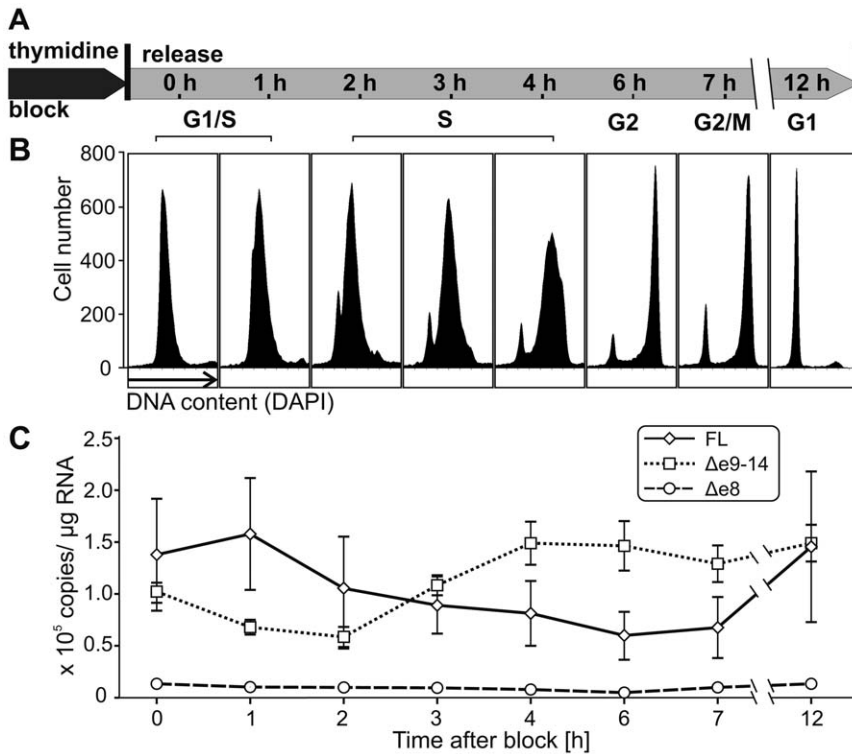 A
thymidine
block
release
0 h 1 h 2 h 3 h 4 h 6 h 7 h 12 h
G1/S S G2 G2/M G1
B
Cell number
800
600
400
200
0
DNA content (DAPI)
C
x 10⁵ copies/ µg RNA
2.5
2.0
1.5
1.0
0.5
0
FL
Δe9-14
Δe8
0 1 2 3 4 6 7 12
Time after block [h]